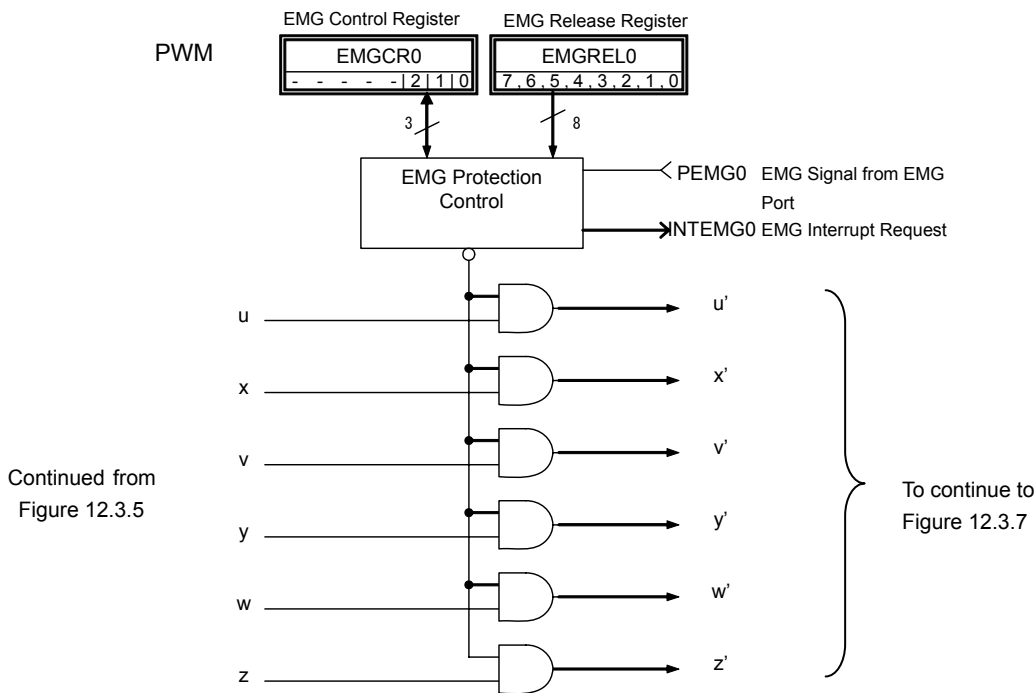 EMG Control Register
EMG Release Register
PWM
EMGCR0
EMGREL0
- - - - -|2|1|0
7,6,5,4,3,2,1,0
3
8
EMG Protection
Control
PEMG0 EMG Signal from EMG
Port
INTEMG0 EMG Interrupt Request
u
u’
x
x’
v
v’
Continued from
Figure 12.3.5
To continue to
Figure 12.3.7
y
y’
w
w’
z
z’